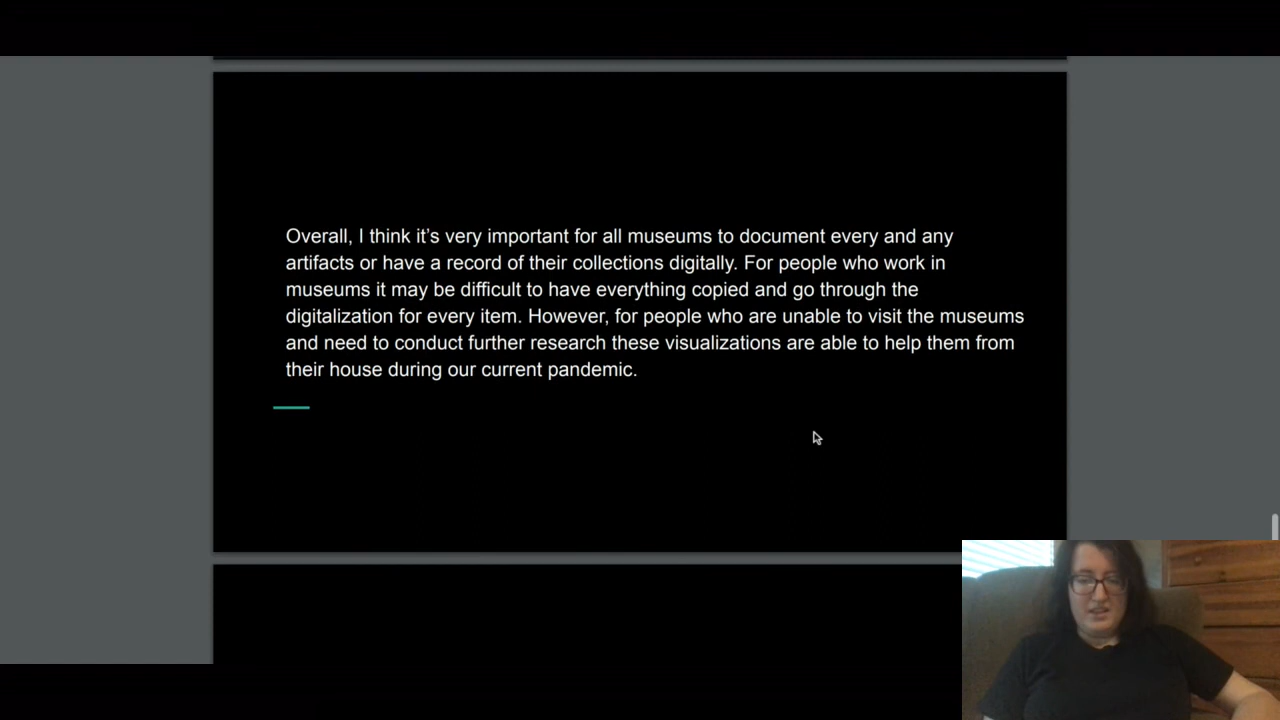 Overall, I think it’s very important for all museums to document every and any
artifacts or have a record of their collections digitally. For people who work in
museums it may be difficult to have everything copied and go through the
digitalization for every item. However, for people who are unable to visit the museums
and need to conduct further research these visualizations are able to help them from
their house during our current pandemic.